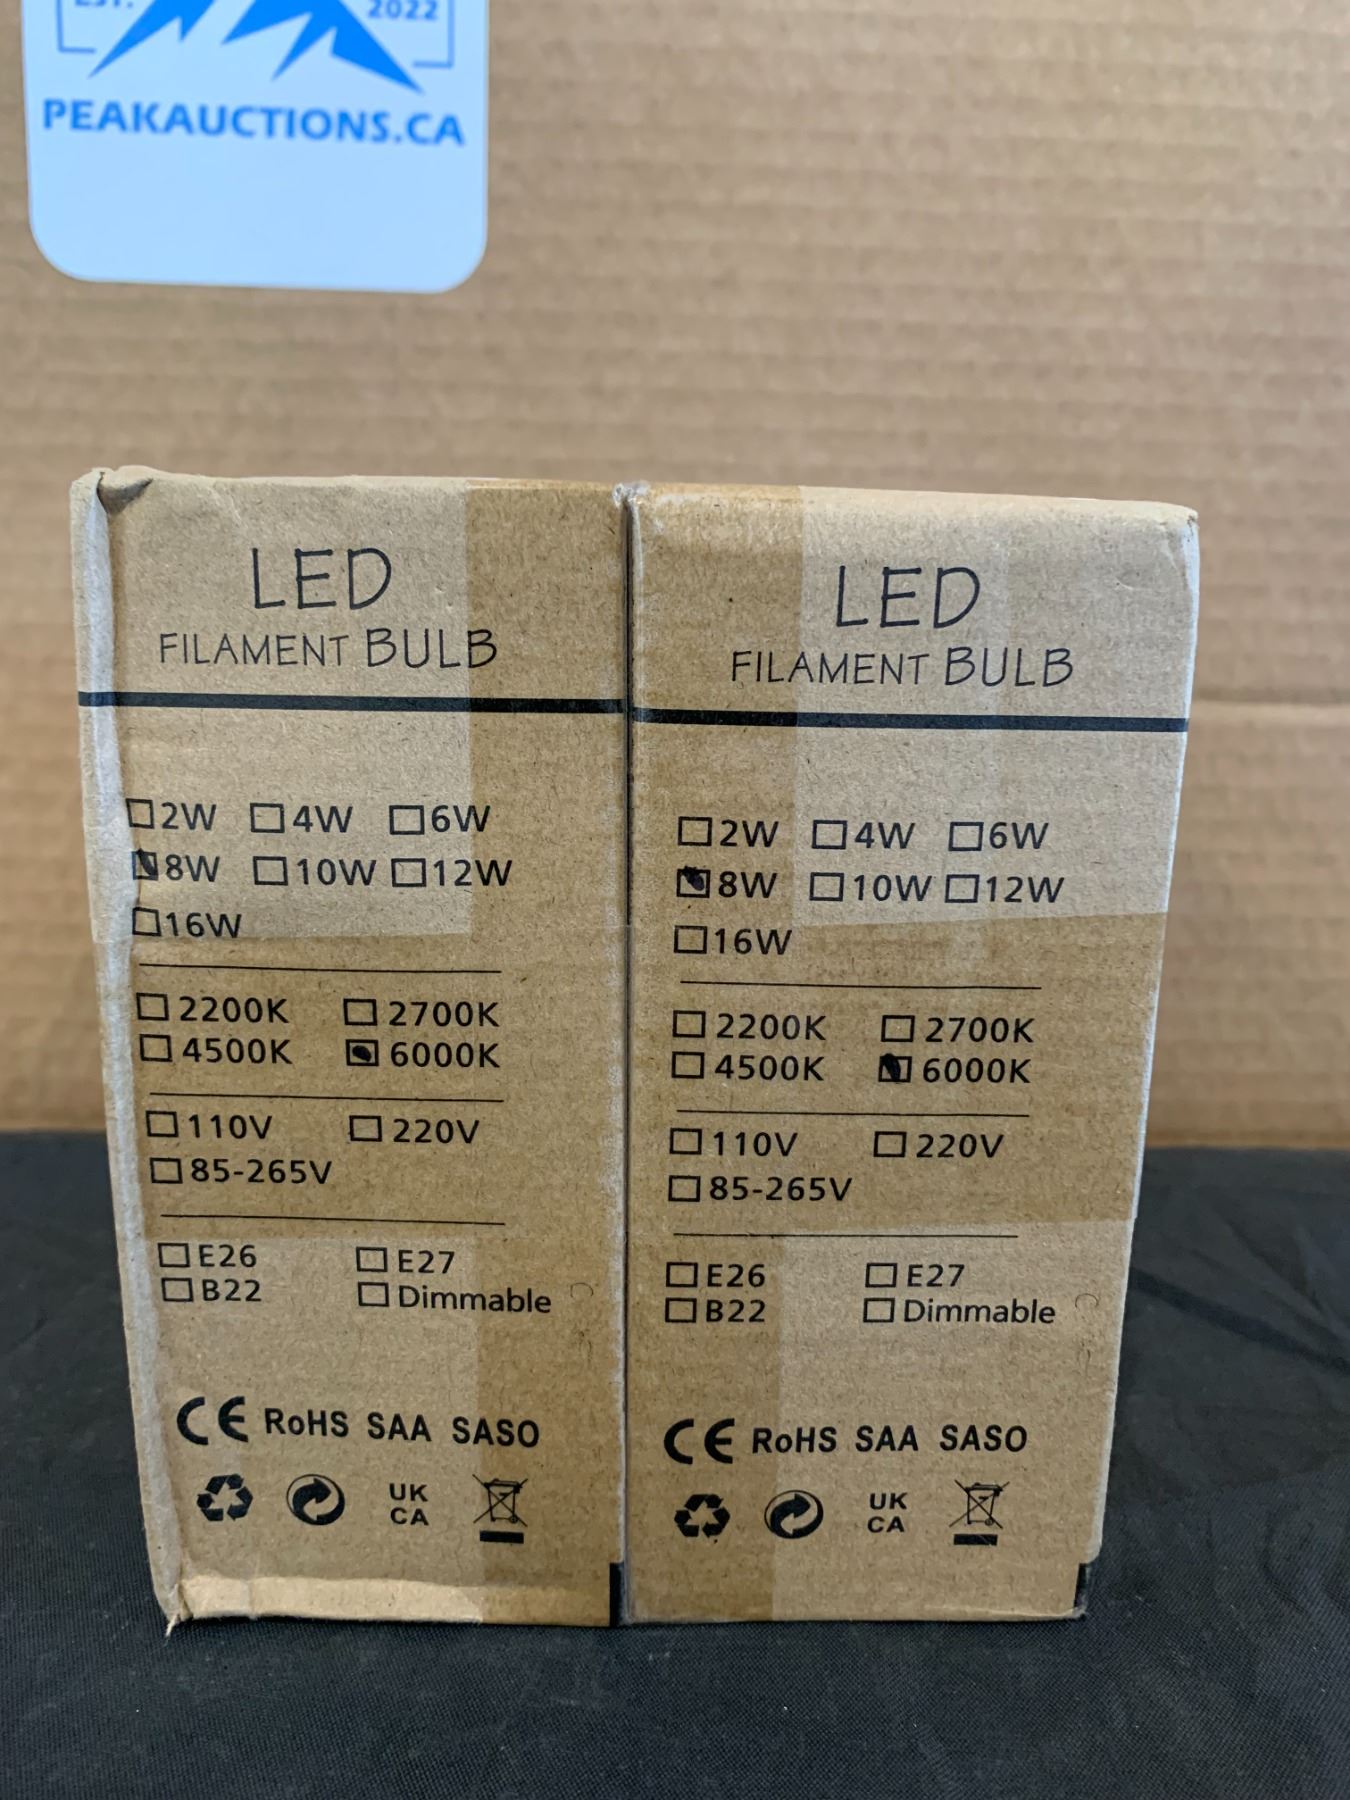 EST. 2022
PEAKAUCTIONS.CA
LED
FILAMENT BULB
2W 4W 6W
8W 10W 12W
16W
2200K 2700K
4500K 6000K
110V 220V
85-265V
E26 E27
B22 Dimmable
CE RoHS SAA SASO
UK
CA
LED
FILAMENT BULB
2W 4W 6W
8W 10W 12W
16W
2200K 2700K
4500K 6000K
110V 220V
85-265V
E26 E27
B22 Dimmable
CE RoHS SAA SASO
UK
CA